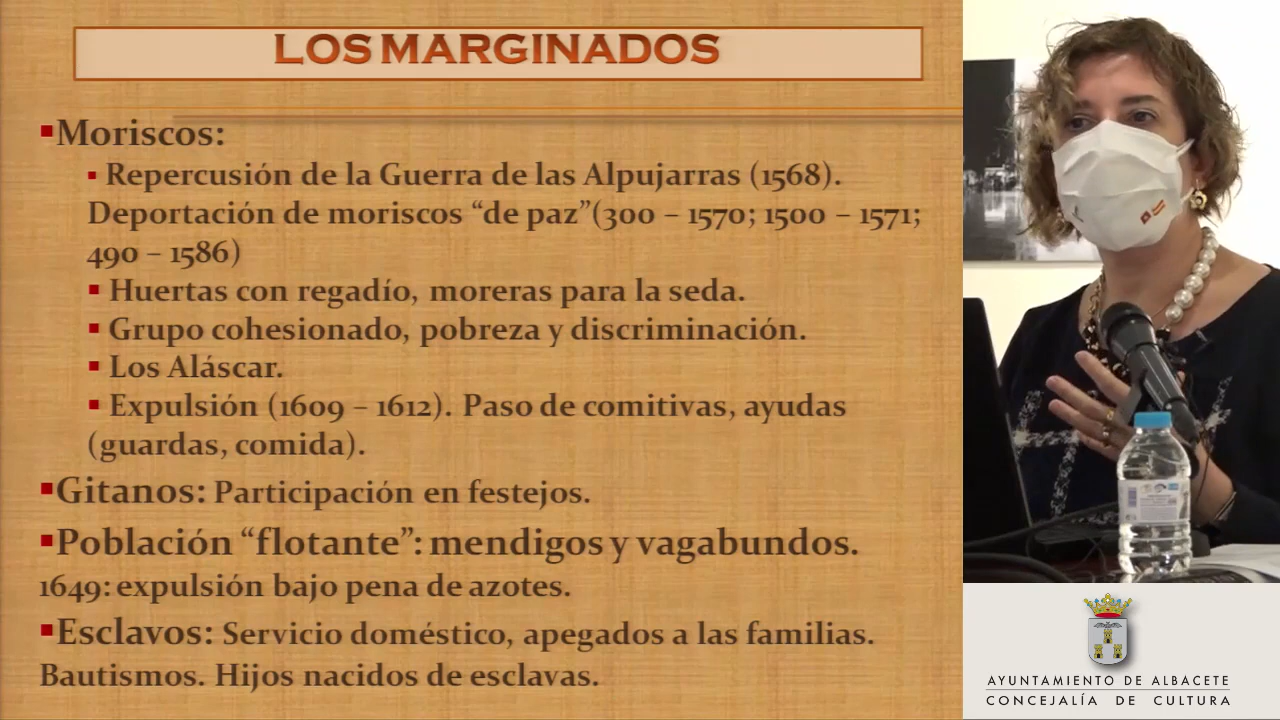 LOS MARGINADOS
▪Moriscos:
▪ Repercusión de la Guerra de las Alpujarras (1568).
Deportación de moriscos “de paz”(300 – 1570; 1500 – 1571;
490 – 1586)
▪ Huertas con regadío, moreras para la seda.
▪ Grupo cohesionado, pobreza y discriminación.
▪ Los Aláscar.
▪ Expulsión (1609 – 1612). Paso de comitivas, ayudas
(guardas, comida).
▪Gitanos: Participación en festejos.
▪Población “flotante”: mendigos y vagabundos.
1649: expulsión bajo pena de azotes.
▪Esclavos: Servicio doméstico, apegados a las familias.
Bautismos. Hijos nacidos de esclavas.
AYUNTAMIENTO DE ALBACETE
CONCEJALÍA DE CULTURA